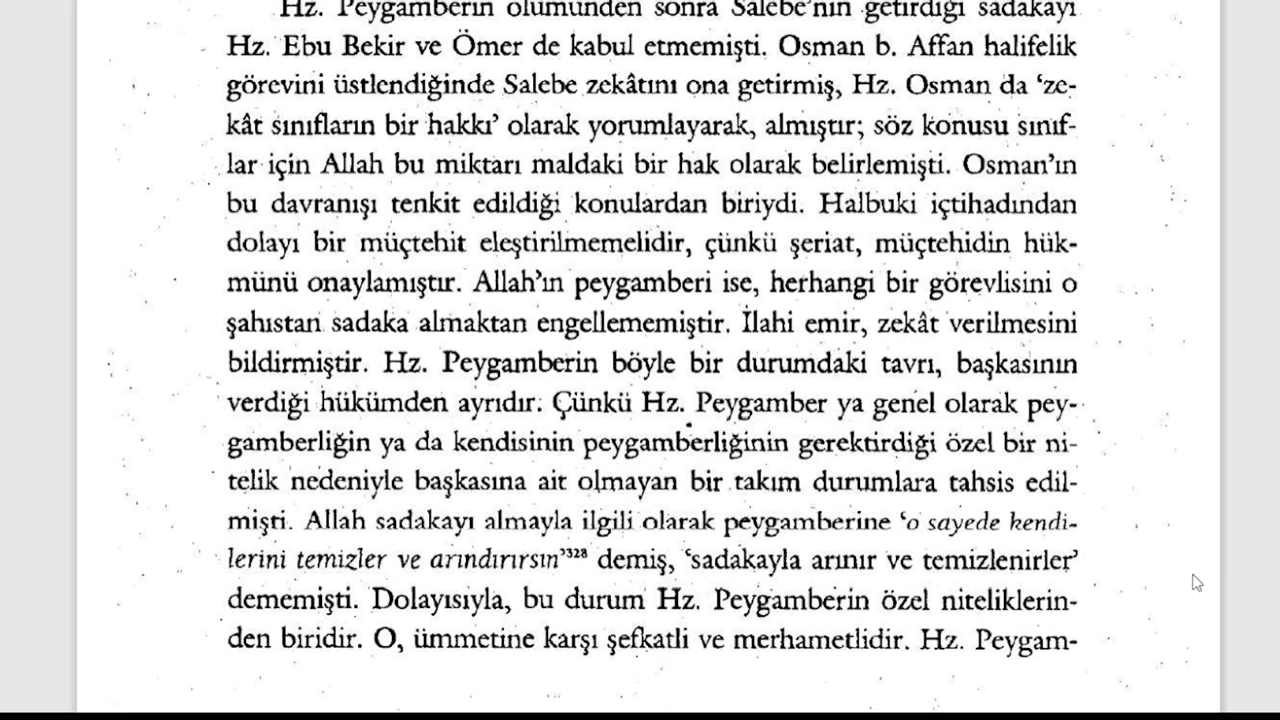 Hz. Peygamberin ölümünden sonra Salebe'nin getirdiği sadakayı
Hz. Ebu Bekir ve Ömer de kabul etmemişti. Osman b. Affan halifelik
görevini üstlendiğinde Salebe zekâtını ona getirmiş, Hz. Osman da ‘ze-
kât sınıfların bir hakkı’ olarak yorumlayarak, almıştır; söz konusu sınıf-
lar için Allah bu miktarı maldaki bir hak olarak belirlemişti. Osman’ın
bu davranışı tenkit edildiği konulardan biriydi. Halbuki içtihadından
dolayı bir müçtehit eleştirilmemelidir, çünkü şeriat, müçtehidin hük-
münü onaylamıştır. Allah’ın peygamberi ise, herhangi bir görevlisini o
şahıstan sadaka almaktan engellememiştir. İlahi emir, zekât verilmesini
bildirmiştir. Hz. Peygamberin böyle bir durumdaki tavrı, başkasının
verdiği hükümden ayrıdır. Çünkü Hz. Peygamber ya genel olarak pey-
gamberliğin ya da kendisinin peygamberliğinin gerektirdiği özel bir ni-
telik nedeniyle başkasına ait olmayan bir takım durumlara tahsis edil-
mişti. Allah sadakayı almayla ilgili olarak peygamberine ‘o sayede kendi-
lerini temizler ve arındırırsın’³²⁸ demiş, ‘sadakayla arınır ve temizlenirler’
dememişti. Dolayısıyla, bu durum Hz. Peygamberin özel niteliklerin-
den biridir. O, ümmetine karşı şefkatli ve merhametlidir. Hz. Peygam-